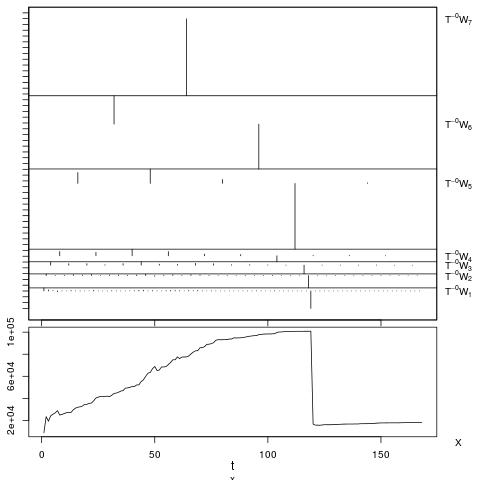 T⁻⁰W₇
T⁻⁰W₆
T⁻⁰W₅
T⁻⁰W₄
T⁻⁰W₃
T⁻⁰W₂
T⁻⁰W₁
1e+05
6e+04
2e+04
X
0 50 100 150
t
x